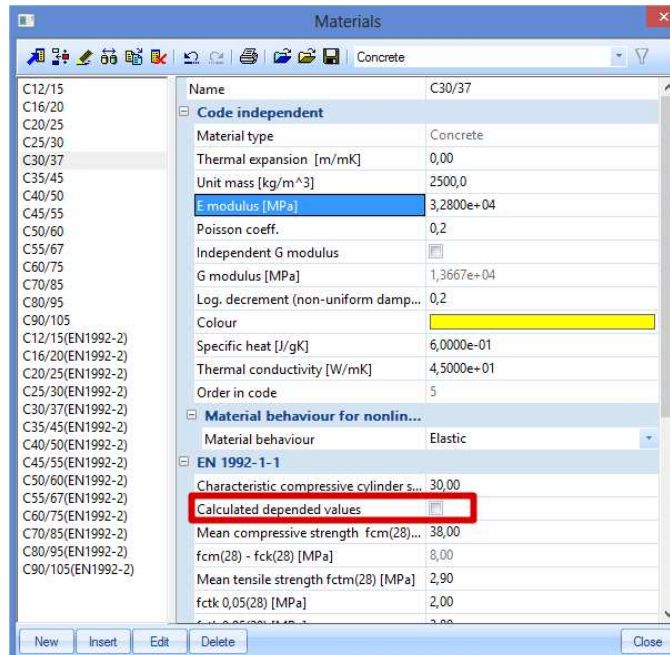 Materials
Concrete
C12/15
C16/20
C20/25
C25/30
C30/37
C35/45
C40/50
C45/55
C50/60
C55/67
C60/75
C70/85
C80/95
C90/105
C12/15(EN1992-2)
C16/20(EN1992-2)
C20/25(EN1992-2)
C25/30(EN1992-2)
C30/37(EN1992-2)
C35/45(EN1992-2)
C40/50(EN1992-2)
C45/55(EN1992-2)
C50/60(EN1992-2)
C55/67(EN1992-2)
C60/75(EN1992-2)
C70/85(EN1992-2)
C80/95(EN1992-2)
C90/105(EN1992-2)
Name C30/37
Code independent
Material type Concrete
Thermal expansion [m/mK] 0,00
Unit mass [kg/m^3] 2500,0
E modulus [MPa] 3,2800e+04
Poisson coeff. 0,2
Independent G modulus
G modulus [MPa] 1,3667e+04
Log. decrement (non-uniform damp... 0,2
Colour
Specific heat [J/gK] 6,0000e-01
Thermal conductivity [W/mK] 4,5000e+01
Order in code 5
Material behaviour for nonlin...
Material behaviour Elastic
EN 1992-1-1
Characteristic compressive cylinder s... 30,00
Calculated depended values
Mean compressive strength fcm(28)... 38,00
fcm(28) - fck(28) [MPa] 8,00
Mean tensile strength fctm(28) [MPa] 2,90
fctk 0,05(28) [MPa] 2,00
New Insert Edit Delete Close